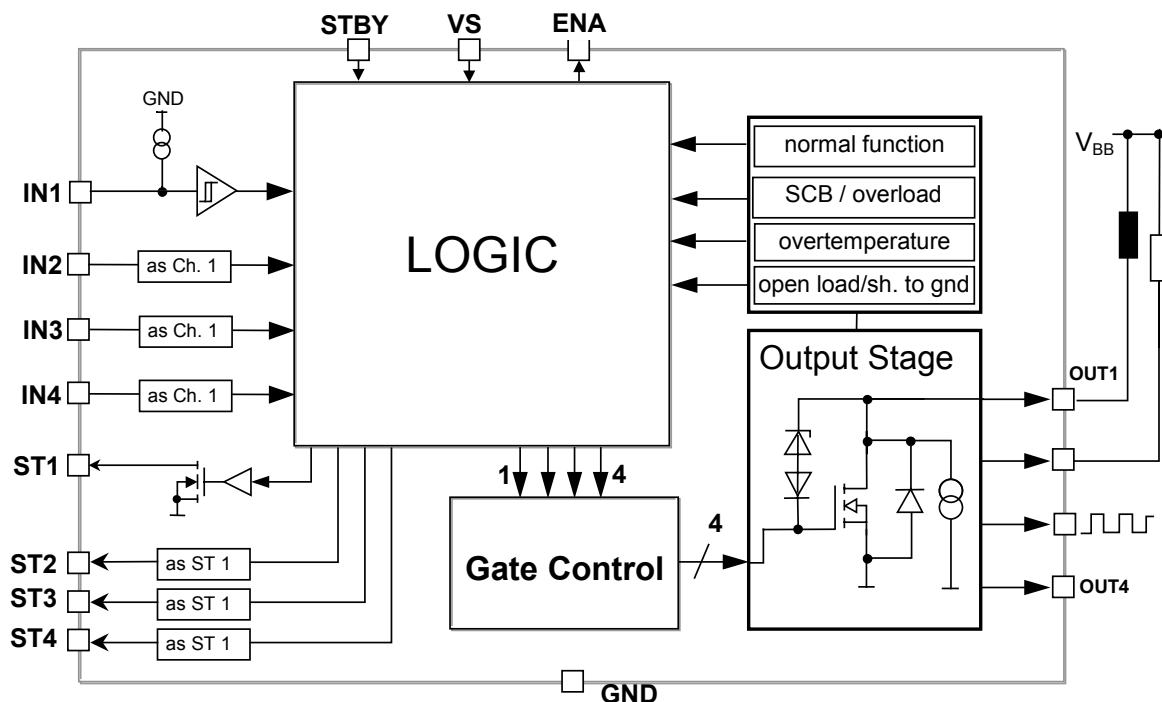 STBY VS ENA
GND
IN1
IN2 as Ch. 1
IN3 as Ch. 1
IN4 as Ch. 1
LOGIC
normal function
SCB / overload
overtemperature
open load/sh. to gnd
VBB
Output Stage
OUT1
OUT4
ST1
ST2 as ST 1
ST3 as ST 1
ST4 as ST 1
1 4
Gate Control
4
GND